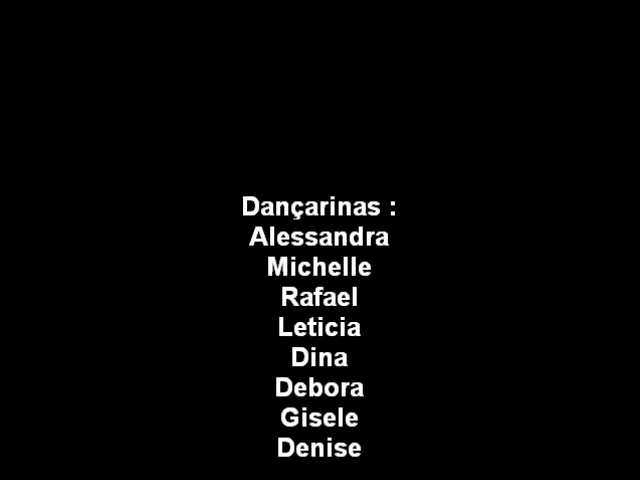 Dançarinas :
Alessandra
Michelle
Rafael
Leticia
Dina
Debora
Gisele
Denise